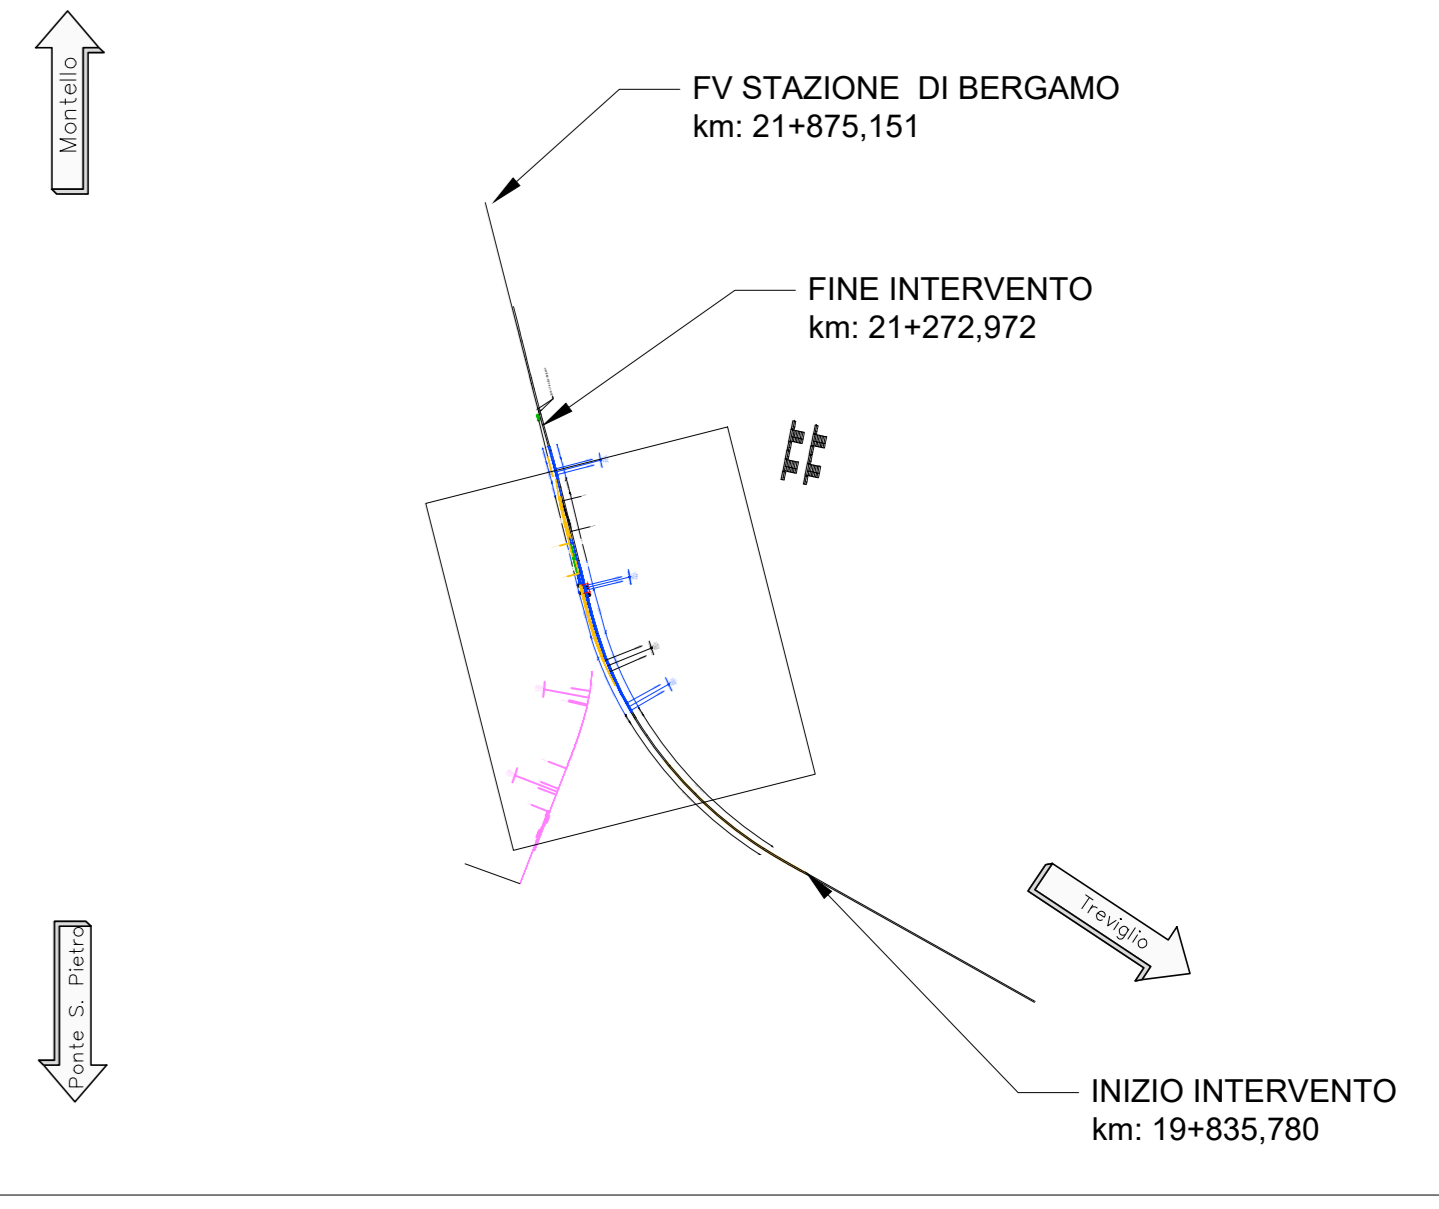 Montello
FV STAZIONE DI BERGAMO
km: 21+875,151
FINE INTERVENTO
km: 21+272,972
Treviglio
Ponte S. Pietro
INIZIO INTERVENTO
km: 19+835,780